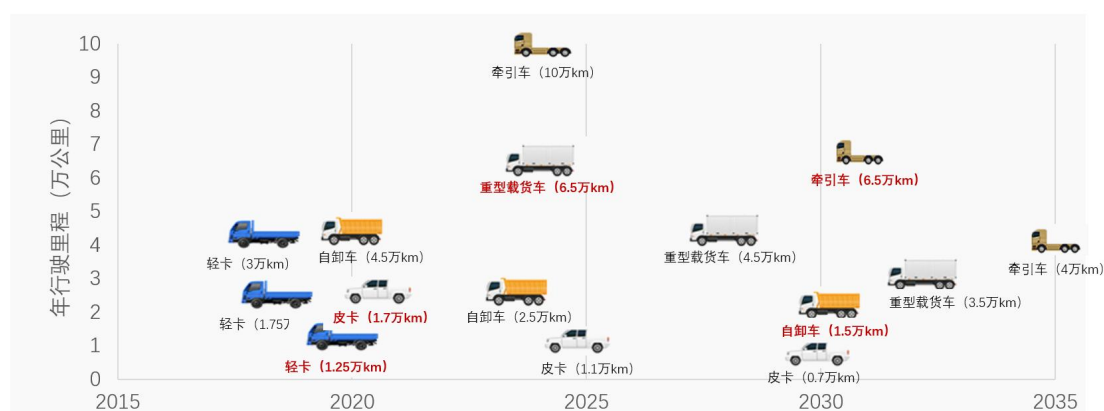 年行驶里程（万公里）
10
9
8
7
6
5
4
3
2
1
0
牵引车（10万km）
重型载货车（6.5万km）
牵引车（6.5万km）
轻卡（3万km）
自卸车（4.5万km）
重型载货车（4.5万km）
牵引车（4万km）
轻卡（1.75万
皮卡（1.7万km）
自卸车（2.5万km）
重型载货车（3.5万km）
轻卡（1.25万km）
皮卡（1.1万km）
自卸车（1.5万km）
皮卡（0.7万km）
2015
2020
2025
2030
2035